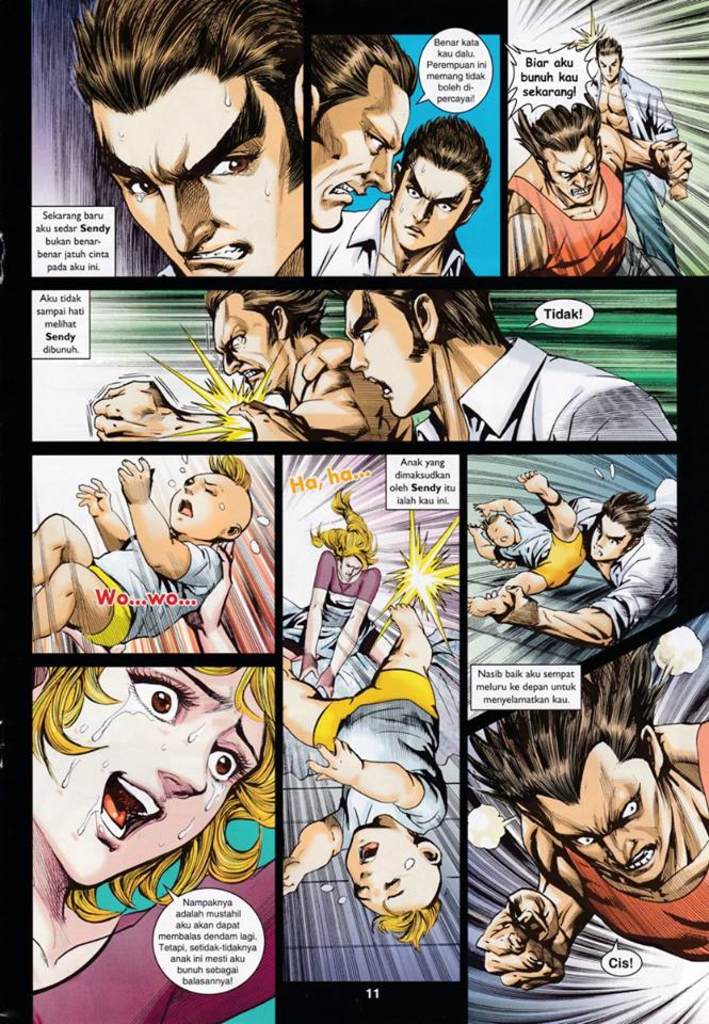 Sekarang baru
aku sedar Sendy
bukan benar-
benar jatuh cinta
pada aku ini.
Benar kata
kau Dalmu.
Perempuan ini
memang tidak
boleh di-
percayai!
Biar aku
bunuh kau
sekarang!
Aku tidak
sampai hati
melihat
Sendy
dibunuh.
Tidak!
Wo...wo...
Ha, ha...
Anak yang
dimaksudkan
oleh Sendy itu
ialah kau ini.
Nasib baik aku sempat
meluru ke depan untuk
menyelamatkan kau.
Nampaknya
adalah mustahil
aku akan dapat
membalas dendam lagi.
Tetapi, setidak-tidaknya
anak ini mesti aku
bunuh sebagai
balasannya!
Cis!
11